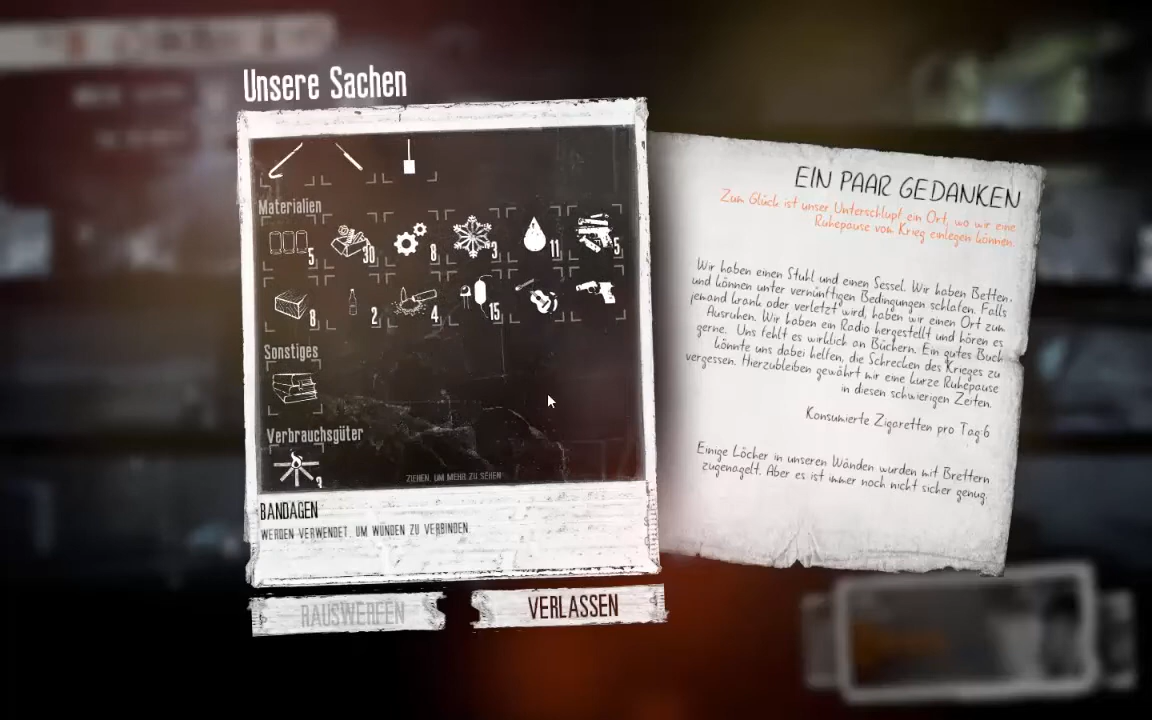 Unsere Sachen
Materialien
5
30
8
3
11
5
8
2
4
15
Sonstiges
Verbrauchsgüter
ZIEHEN, UM MEHR ZU SEHEN
BANDAGEN
WERDEN VERWENDET, UM WUNDEN ZU VERBINDEN
RAUSWERFEN
VERLASSEN
EIN PAAR GEDANKEN
Zum Glück ist unser Unterschlupf ein Ort, wo wir eine
Ruhepause vom Krieg einlegen können.
Wir haben einen Stuhl und einen Sessel. Wir haben Betten,
und können unter vernünftigen Bedingungen schlafen. Falls
jemand krank oder verletzt wird, haben wir einen Ort zum
Ausruhen. Wir haben ein Radio hergestellt und hören es
gerne. Uns fehlt es wirklich an Büchern. Ein gutes Buch
könnte uns dabei helfen, die Schrecken des Krieges zu
vergessen. Hierzubleiben gewährt mir eine kurze Ruhepause
in diesen schwierigen Zeiten.
Konsumierte Zigaretten pro Tag:6
Einige Löcher in unseren Wänden wurden mit Brettern
zugenagelt. Aber es ist immer noch nicht sicher genug.